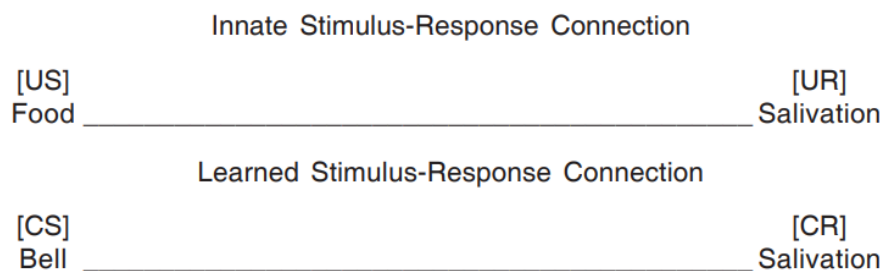 Innate Stimulus-Response Connection
[US] [UR]
Food Salivation
Learned Stimulus-Response Connection
[CS] [CR]
Bell Salivation